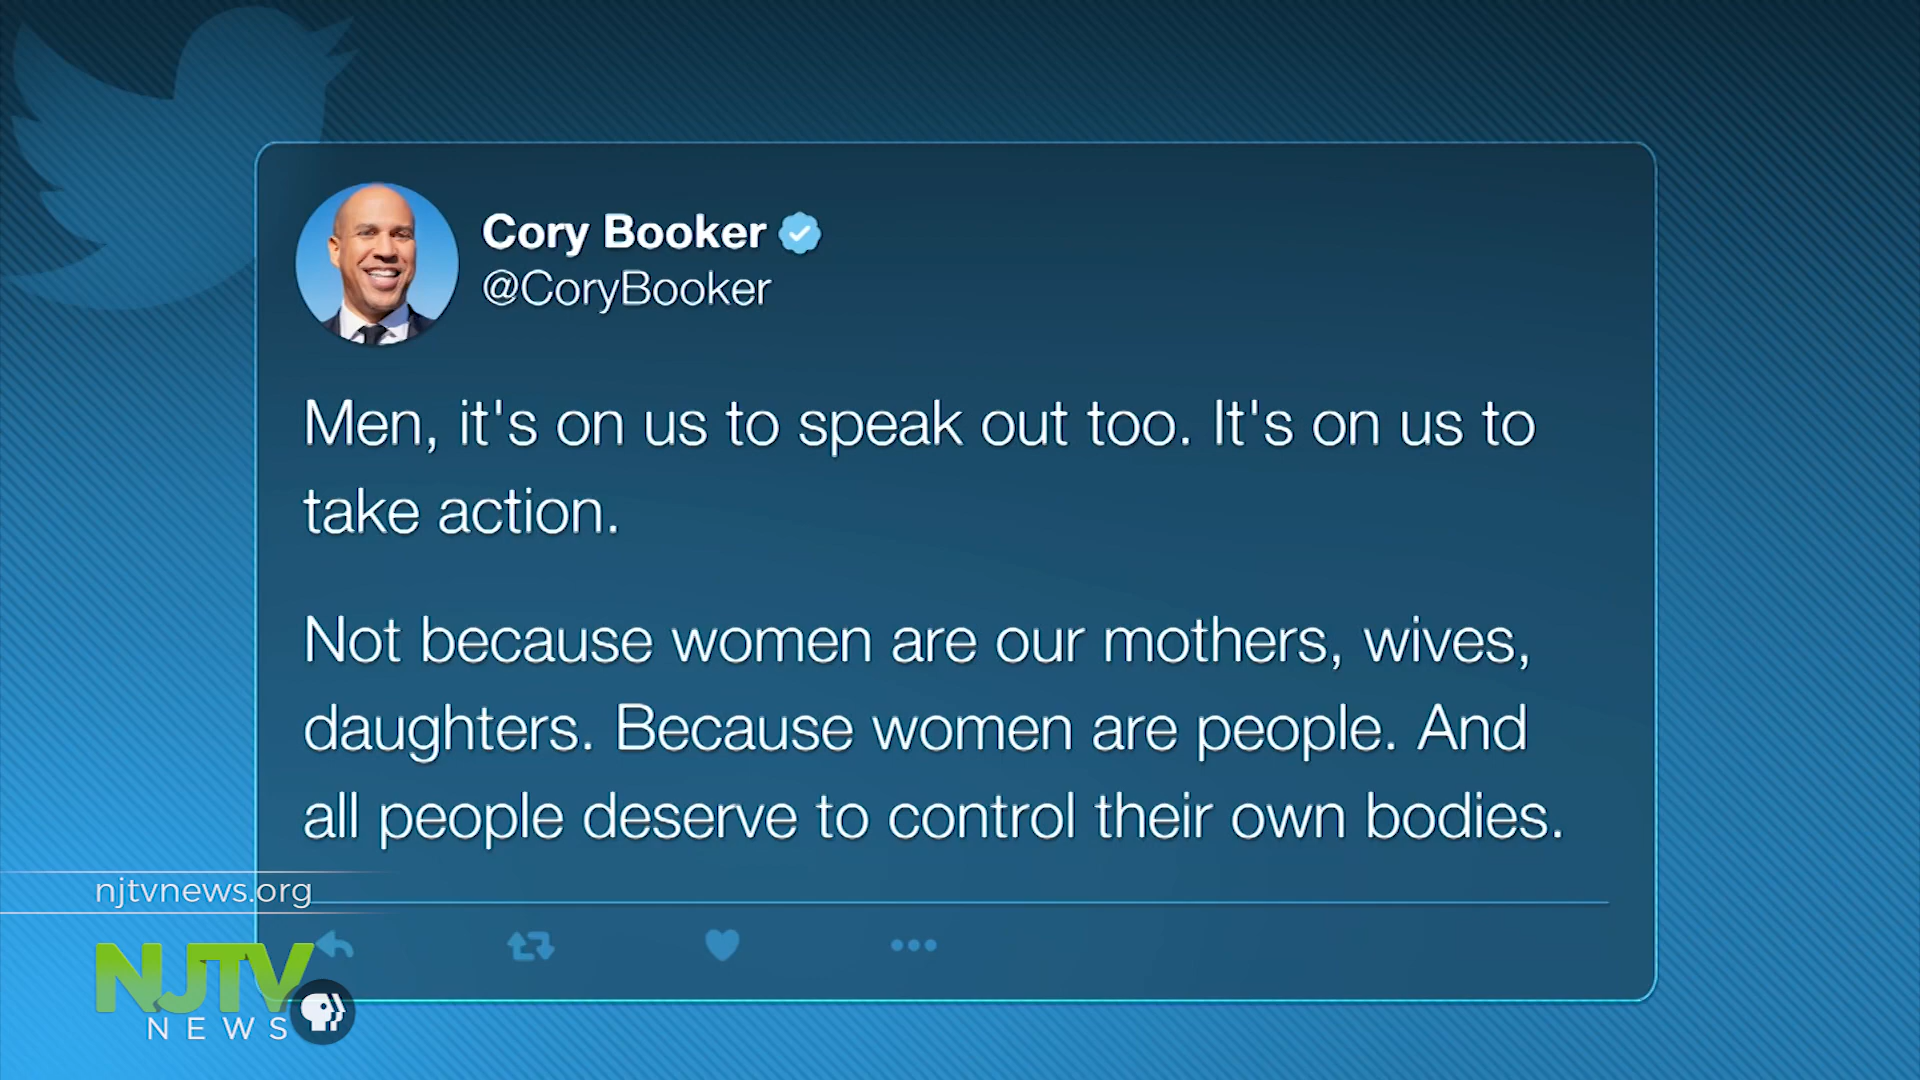 Cory Booker
@CoryBooker
Men, it's on us to speak out too. It's on us to
take action.
Not because women are our mothers, wives,
daughters. Because women are people. And
all people deserve to control their own bodies.
njtvnews.org
NJTV
NEWS